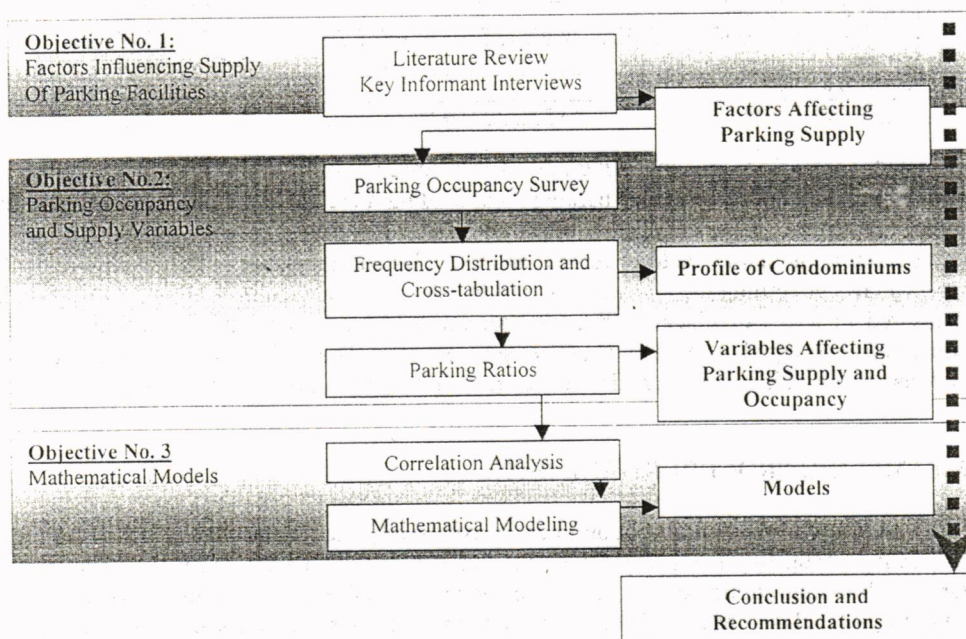 Objective No. 1:
Factors Influencing Supply
Of Parking Facilities
Literature Review
Key Informant Interviews
Factors Affecting
Parking Supply
Objective No.2:
Parking Occupancy
and Supply Variables
Parking Occupancy Survey
Frequency Distribution and
Cross-tabulation
Profile of Condominiums
Parking Ratios
Variables Affecting
Parking Supply and
Occupancy
Objective No. 3
Mathematical Models
Correlation Analysis
Mathematical Modeling
Models
Conclusion and
Recommendations